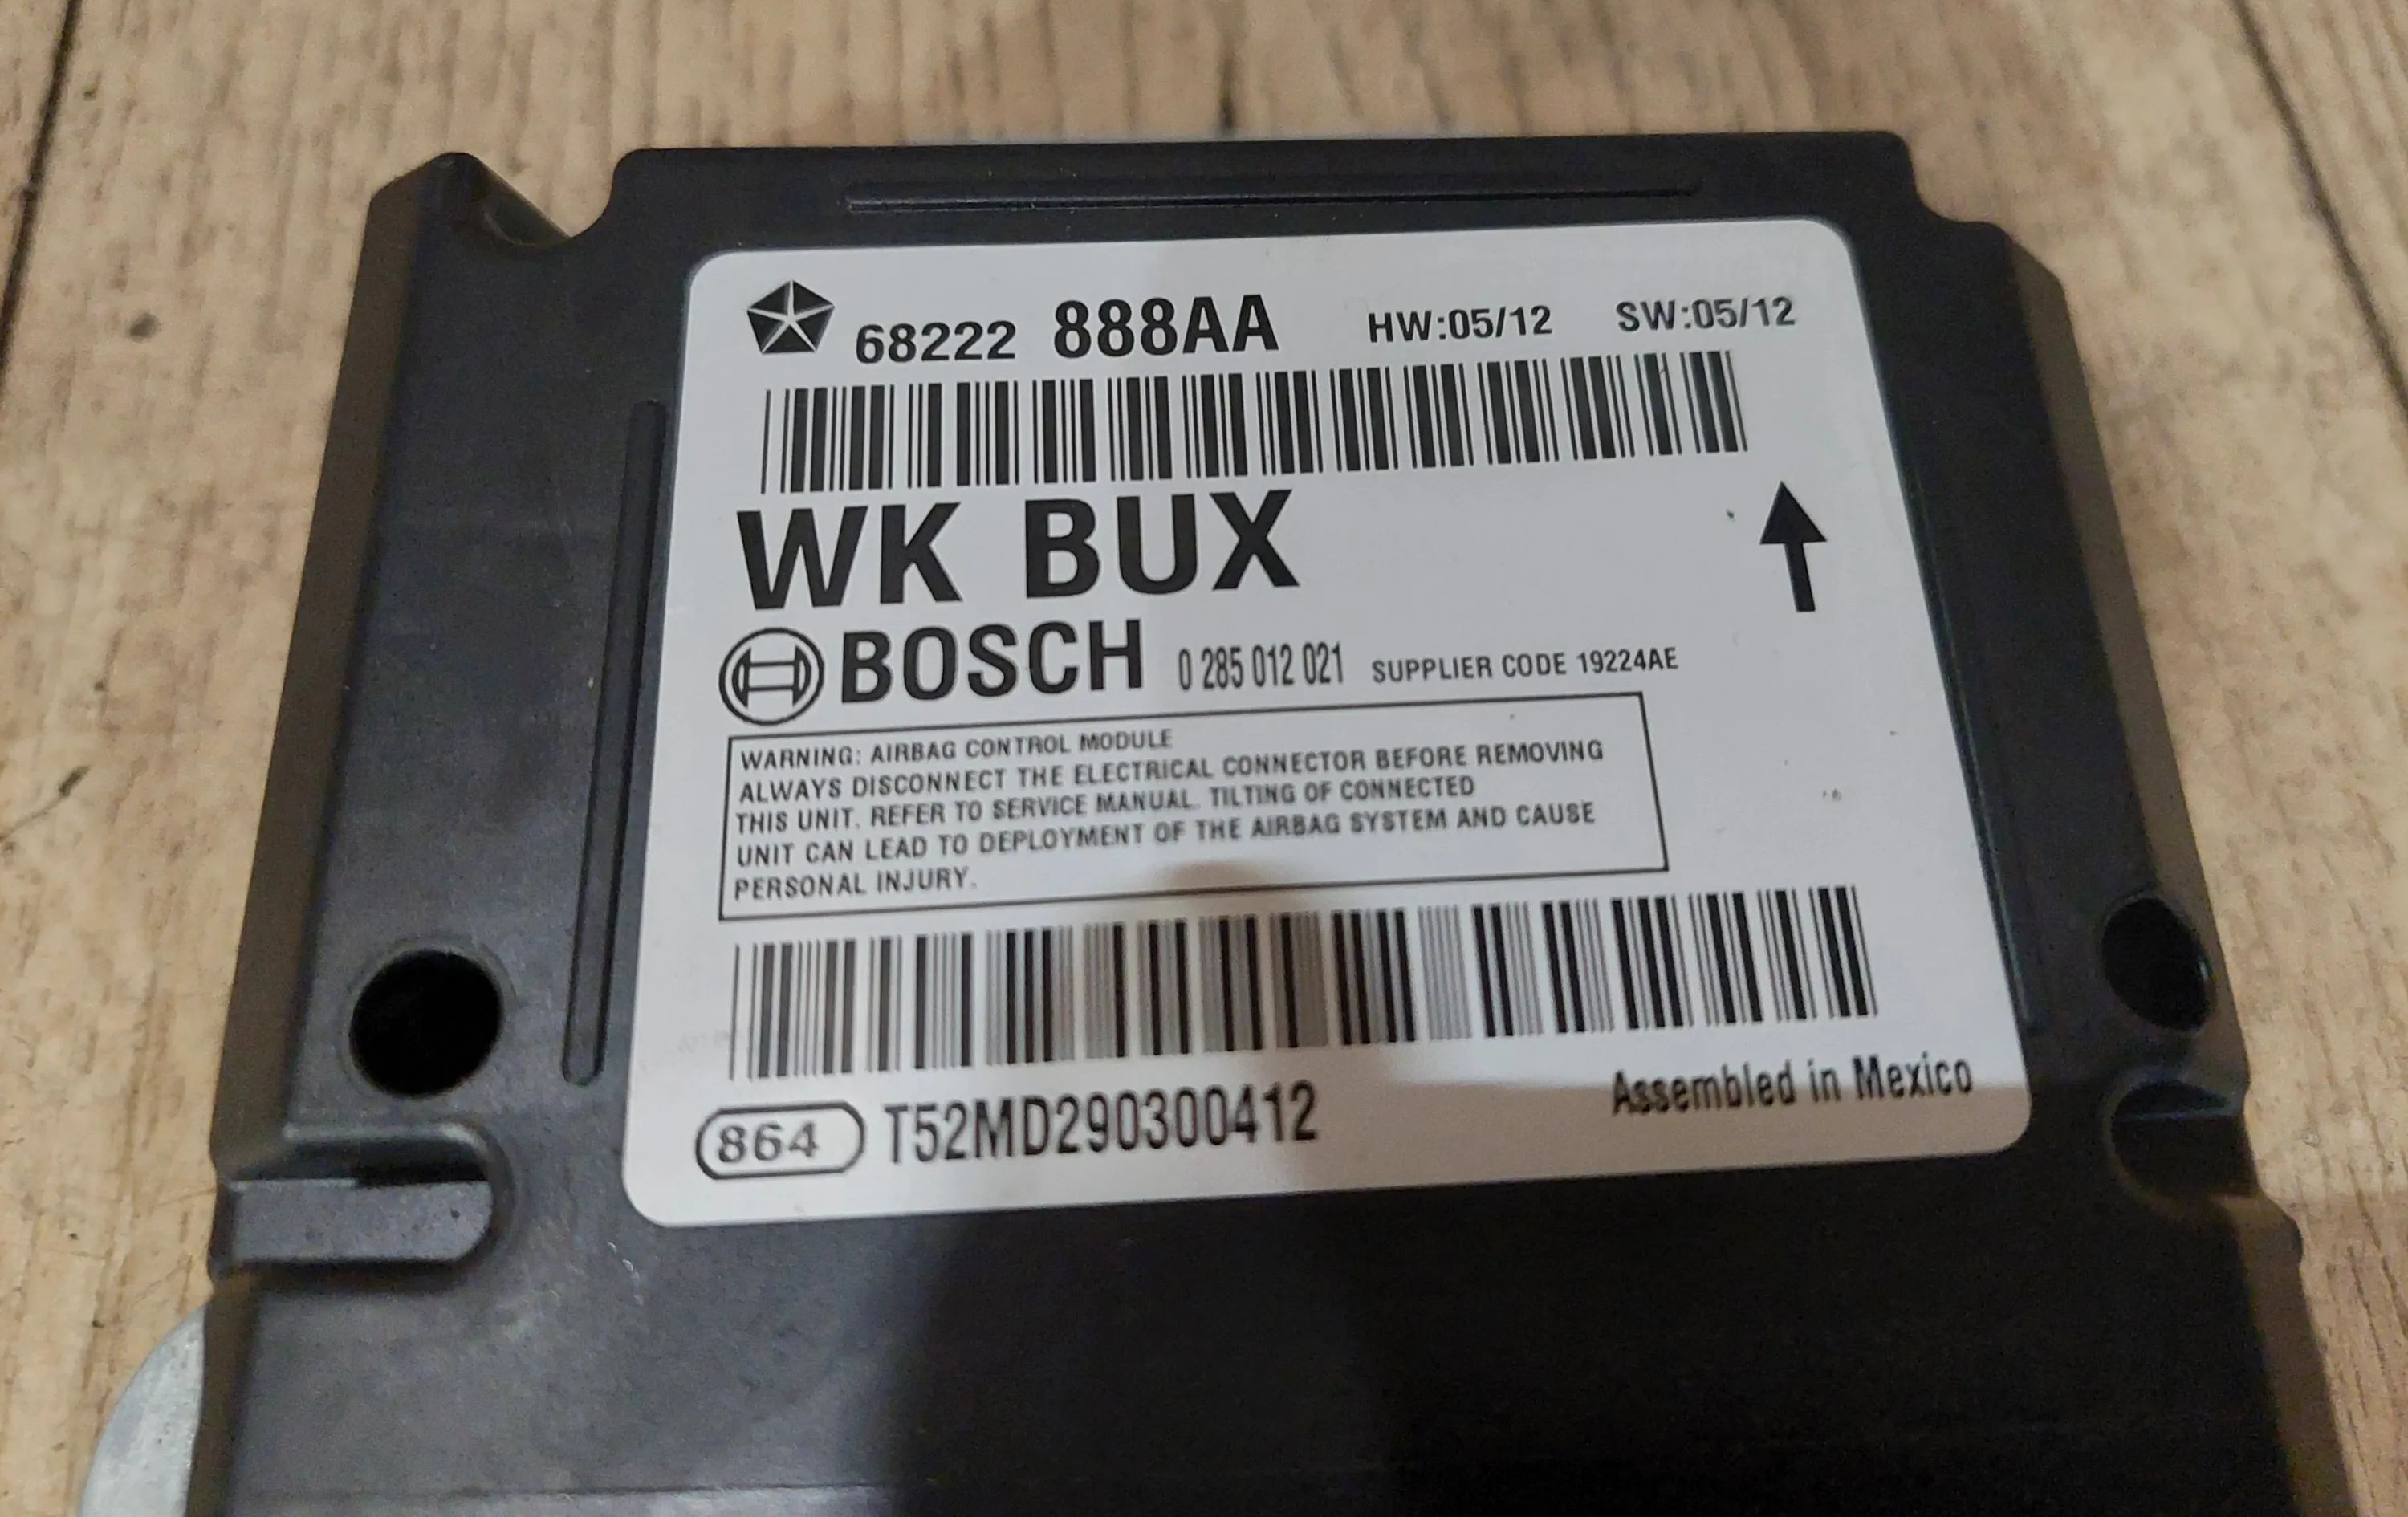 68222 888AA HW:05/12 SW:05/12
WK BUX
BOSCH 0 285 012 021 SUPPLIER CODE 19224AE
WARNING: AIRBAG CONTROL MODULE
ALWAYS DISCONNECT THE ELECTRICAL CONNECTOR BEFORE REMOVING
THIS UNIT. REFER TO SERVICE MANUAL. TILTING OF CONNECTED
UNIT CAN LEAD TO DEPLOYMENT OF THE AIRBAG SYSTEM AND CAUSE
PERSONAL INJURY.
864 T52MD290300412 Assembled in Mexico